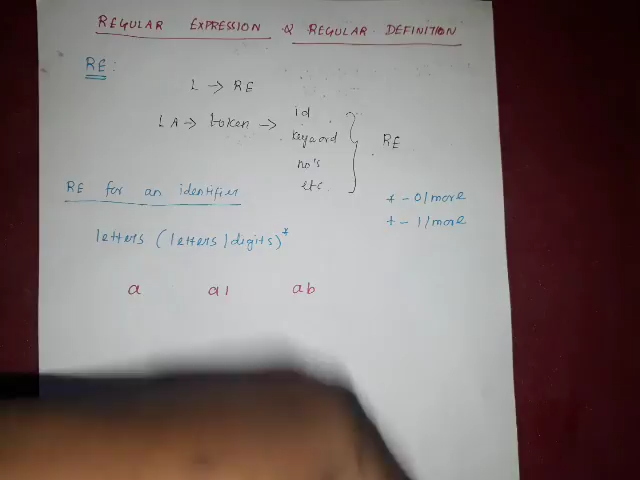 REGULAR EXPRESSION & REGULAR DEFINITION
RE:
L → RE
LA → token → id
keyword
no's
etc.
RE
RE for an identifier
* - 0/more
+ - 1/more
letters (letters/digits)*
a a1 ab